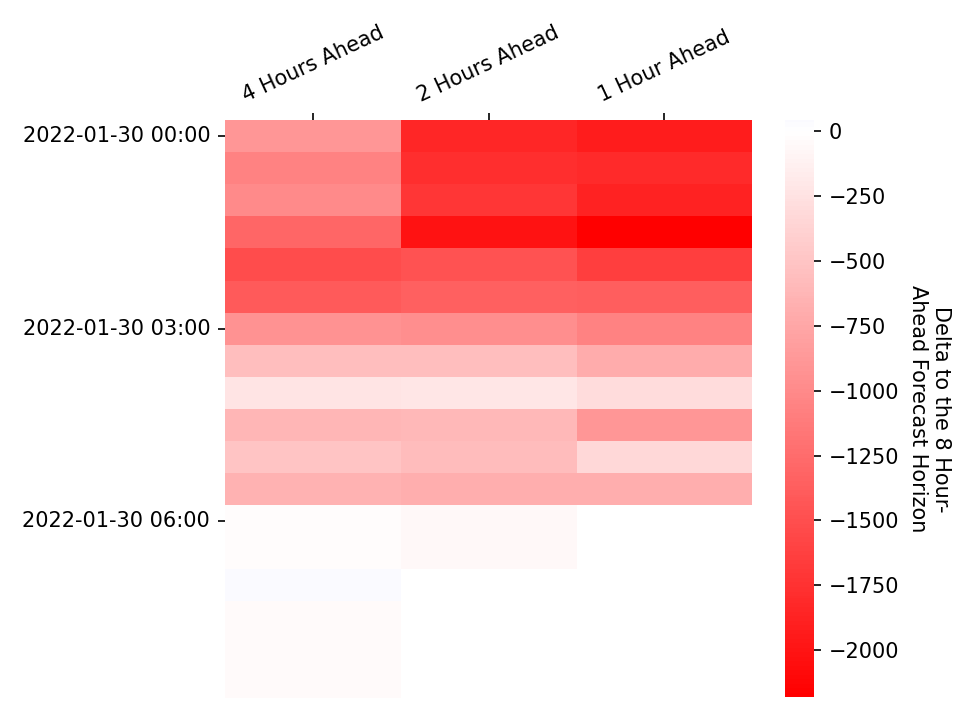 4 Hours Ahead
2 Hours Ahead
1 Hour Ahead
2022-01-30 00:00
2022-01-30 03:00
2022-01-30 06:00
0
−250
−500
−750
−1000
−1250
−1500
−1750
−2000
Delta to the 8 Hour-
Ahead Forecast Horizon